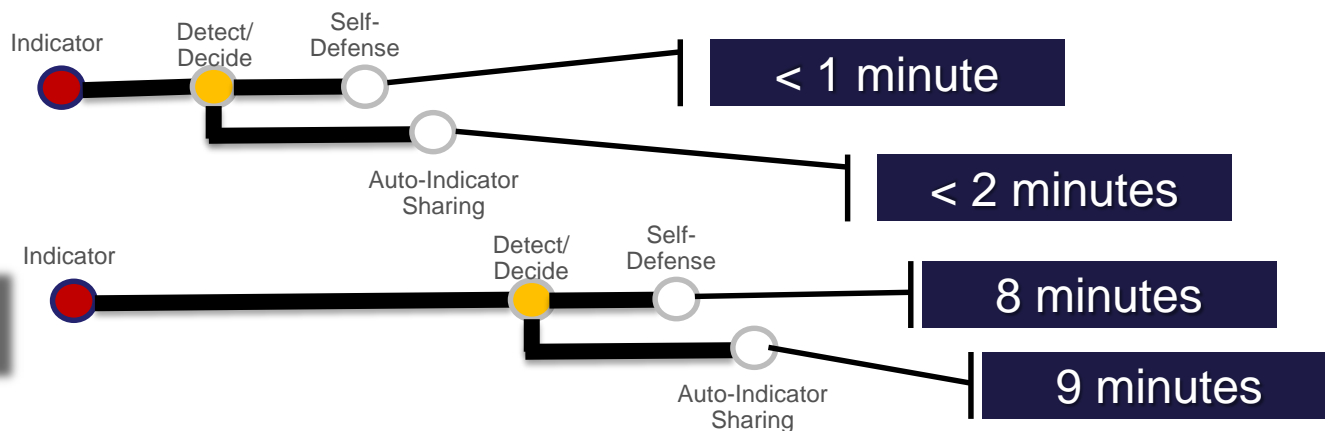 Indicator
Detect/
Decide
Self-
Defense
< 1 minute
Auto-Indicator
Sharing
< 2 minutes
Indicator
Detect/
Decide
Self-
Defense
8 minutes
Auto-Indicator
Sharing
9 minutes